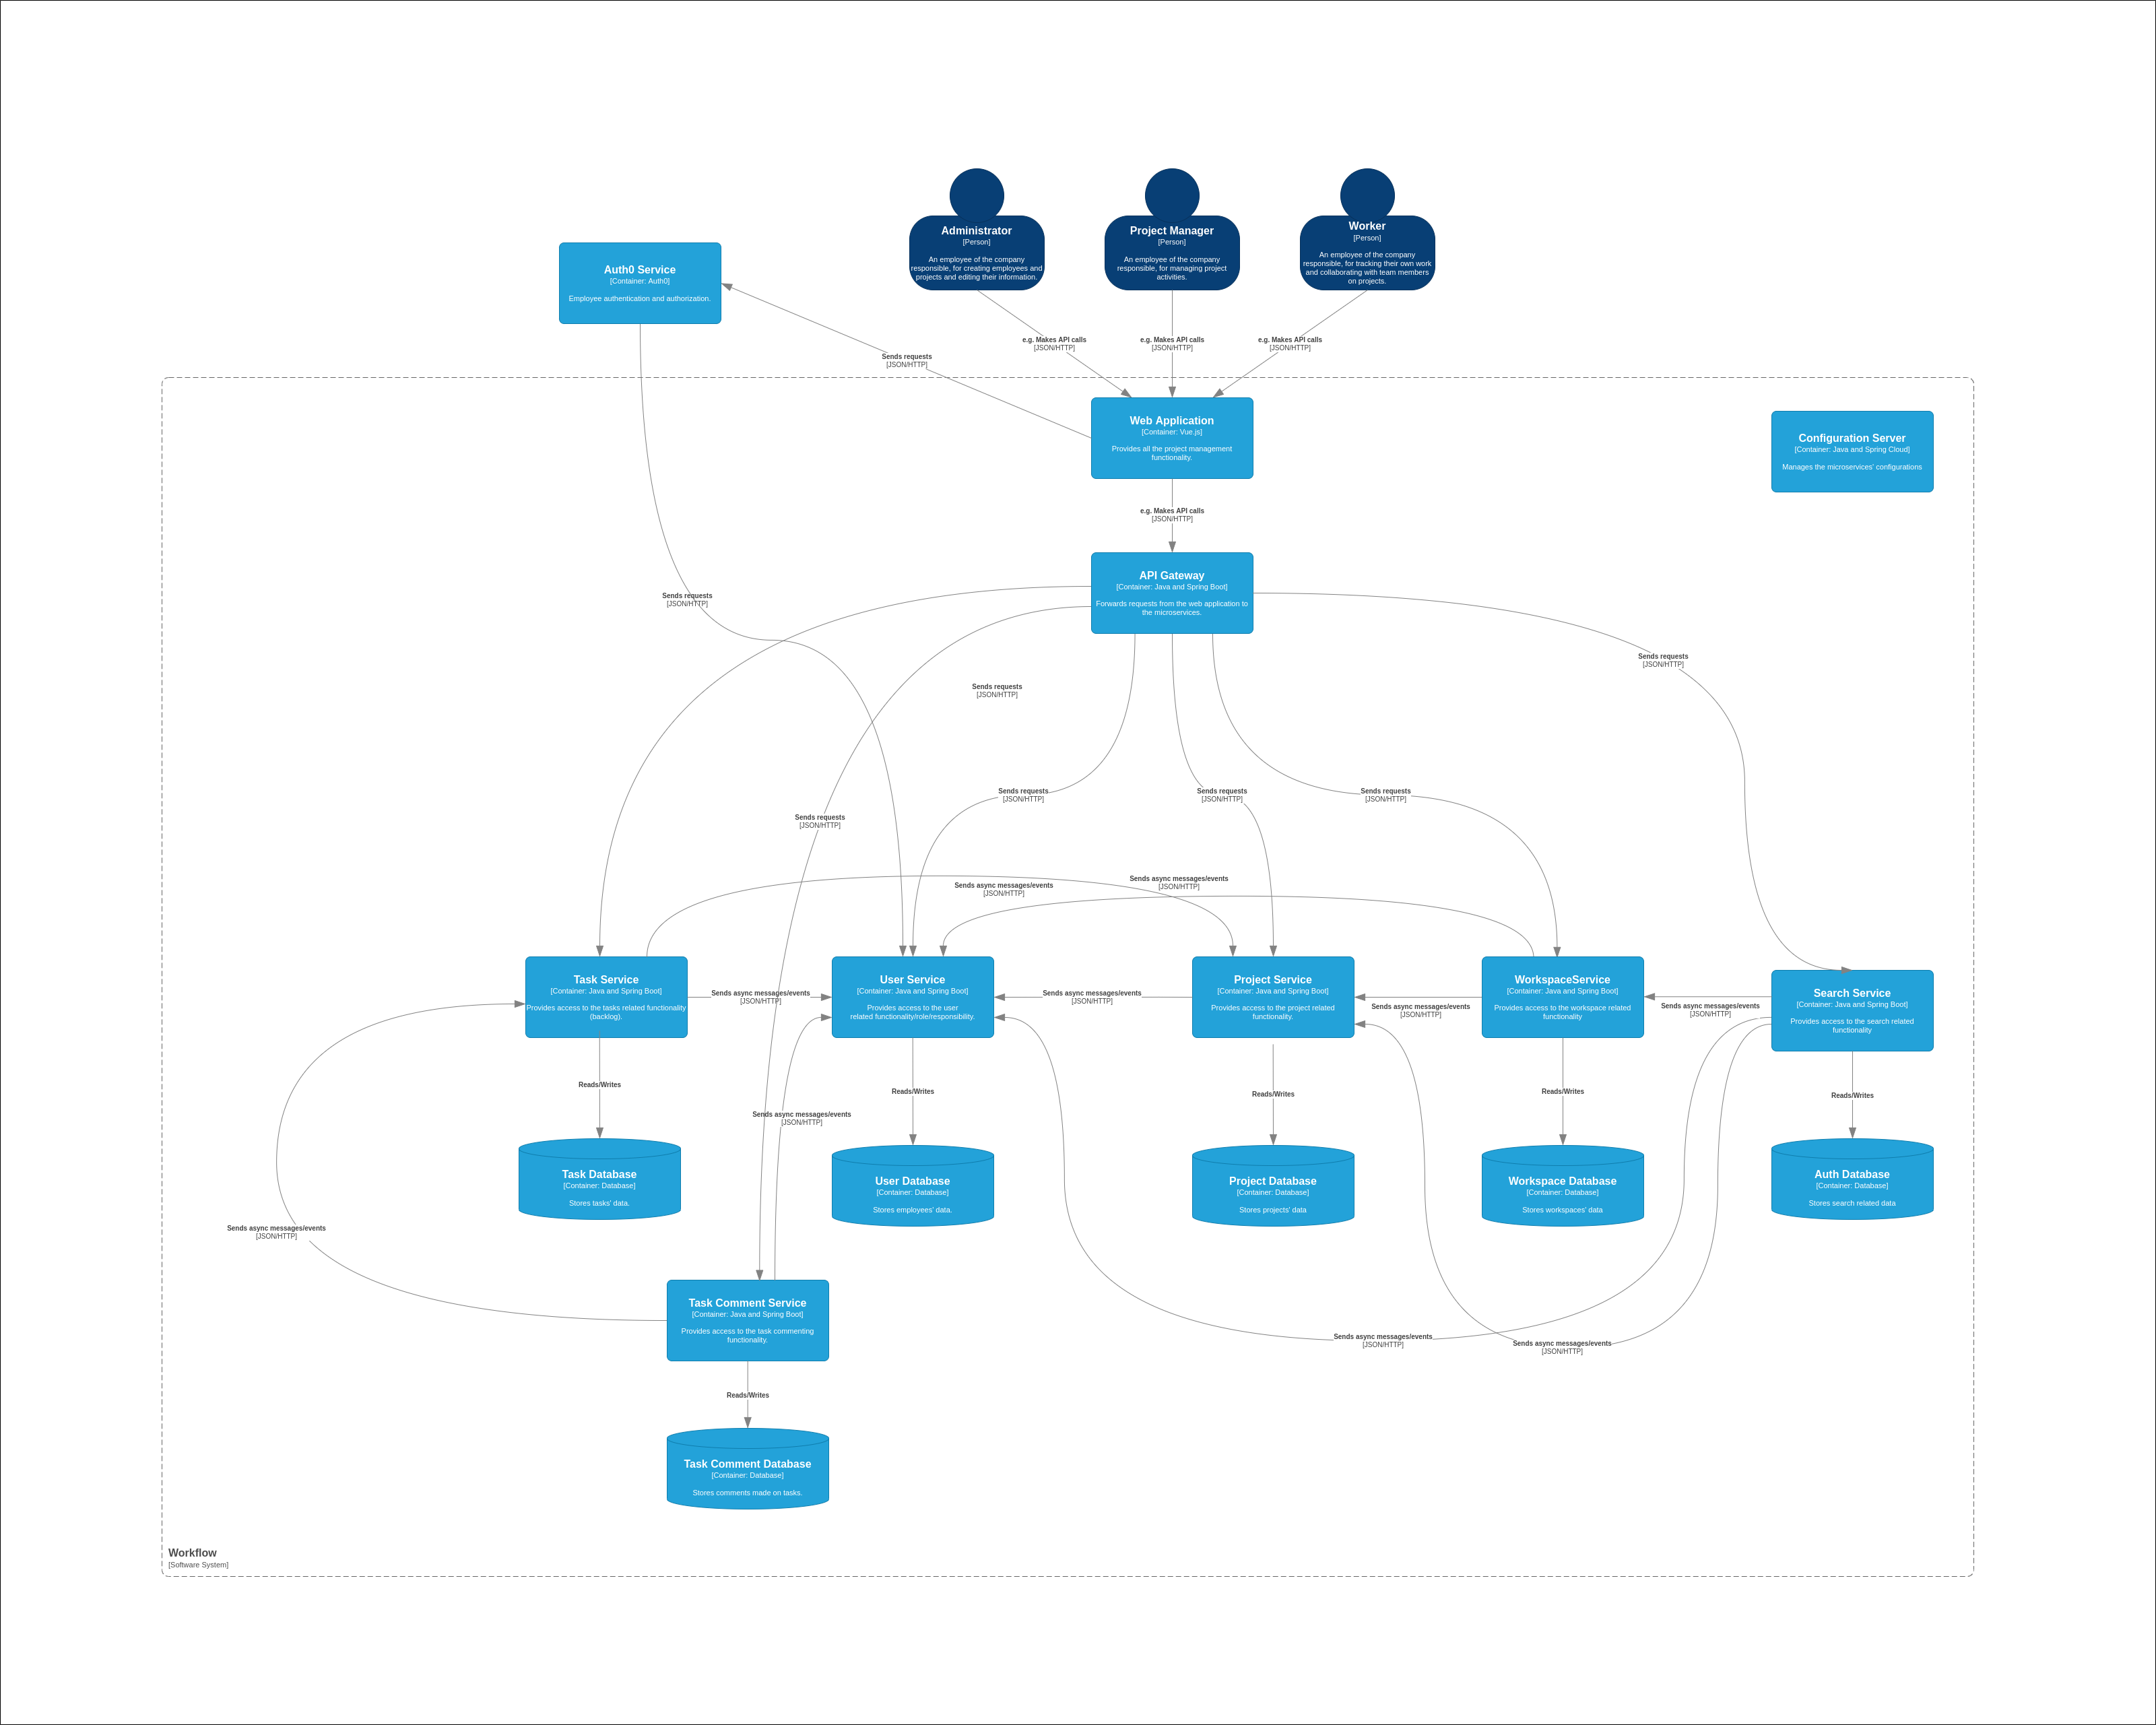 Administrator
[Person]
An employee of the company
responsible, for creating employees and
projects and editing their information.
Project Manager
[Person]
An employee of the company
responsible, for managing project
activities.
Worker
[Person]
An employee of the company
responsible, for tracking their own work
and collaborating with team members
on projects.
Auth0 Service
[Container: Auth0]
Employee authentication and authorization.
e.g. Makes API calls
[JSON/HTTP]
e.g. Makes API calls
[JSON/HTTP]
e.g. Makes API calls
[JSON/HTTP]
Sends requests
[JSON/HTTP]
Web Application
[Container: Vue.js]
Provides all the project management
functionality.
Configuration Server
[Container: Java and Spring Cloud]
Manages the microservices' configurations
e.g. Makes API calls
[JSON/HTTP]
API Gateway
[Container: Java and Spring Boot]
Forwards requests from the web application to
the microservices.
Sends requests
[JSON/HTTP]
Sends requests
[JSON/HTTP]
Sends requests
[JSON/HTTP]
Sends requests
[JSON/HTTP]
Sends requests
[JSON/HTTP]
Sends requests
[JSON/HTTP]
Sends requests
[JSON/HTTP]
Sends async messages/events
[JSON/HTTP]
Sends async messages/events
[JSON/HTTP]
Task Service
[Container: Java and Spring Boot]
Provides access to the tasks related functionality
(backlog).
Sends async messages/events
[JSON/HTTP]
User Service
[Container: Java and Spring Boot]
Provides access to the user
related functionality/role/responsibility.
Sends async messages/events
[JSON/HTTP]
Project Service
[Container: Java and Spring Boot]
Provides access to the project related
functionality.
Sends async messages/events
[JSON/HTTP]
WorkspaceService
[Container: Java and Spring Boot]
Provides access to the workspace related
functionality
Sends async messages/events
[JSON/HTTP]
Search Service
[Container: Java and Spring Boot]
Provides access to the search related
functionality
Reads/Writes
Reads/Writes
Reads/Writes
Reads/Writes
Reads/Writes
Sends async messages/events
[JSON/HTTP]
Task Database
[Container: Database]
Stores tasks' data.
User Database
[Container: Database]
Stores employees' data.
Project Database
[Container: Database]
Stores projects' data
Workspace Database
[Container: Database]
Stores workspaces' data
Auth Database
[Container: Database]
Stores search related data
Sends async messages/events
[JSON/HTTP]
Task Comment Service
[Container: Java and Spring Boot]
Provides access to the task commenting
functionality.
Sends async messages/events
[JSON/HTTP]
Sends async messages/events
[JSON/HTTP]
Reads/Writes
Task Comment Database
[Container: Database]
Stores comments made on tasks.
Workflow
[Software System]